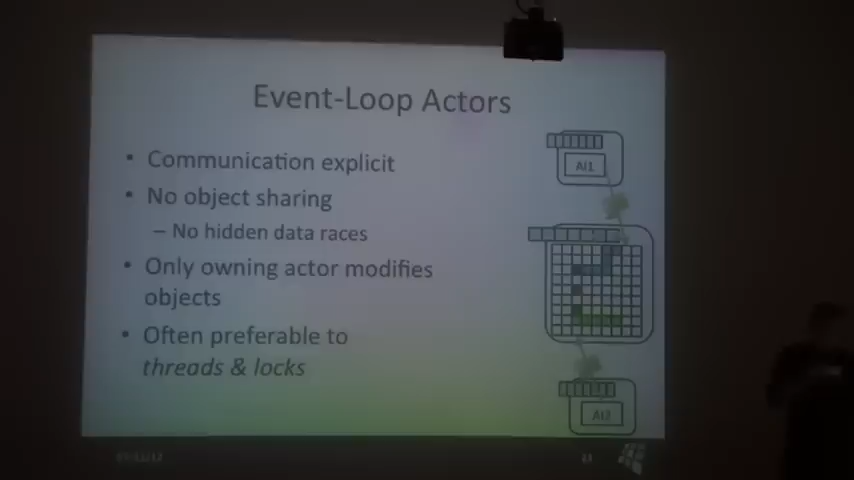 Event-Loop Actors
• Communication explicit
• No object sharing
– No hidden data races
• Only owning actor modifies
objects
• Often preferable to
threads & locks
AI1
AI2